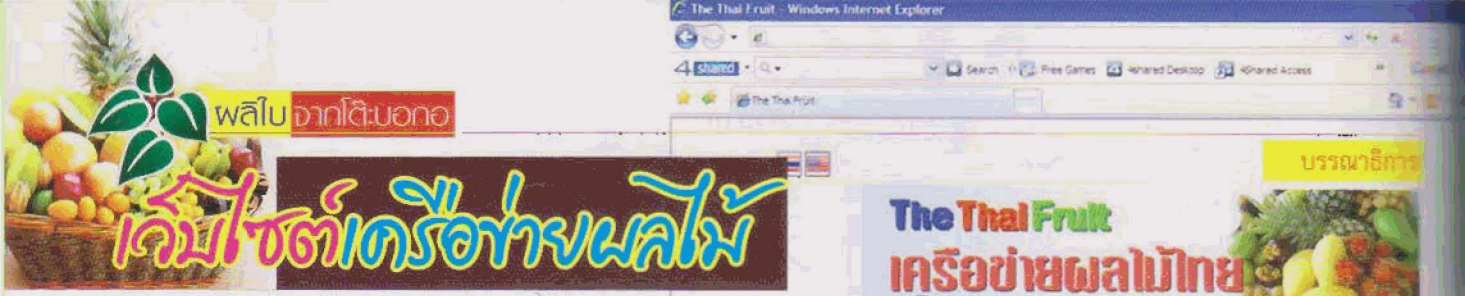 The Thai Fruit - Windows Internet Explorer
4 shared
Search
Free Games
4shared Desktop
4Shared Access
The Thai Fruit
ผลิใบ จากโต๊ะบอกอ
บรรณาธิการ
เว็บไซต์เครือข่ายผลไม้
The Thai Fruit
เครือข่ายผลไม้ไทย